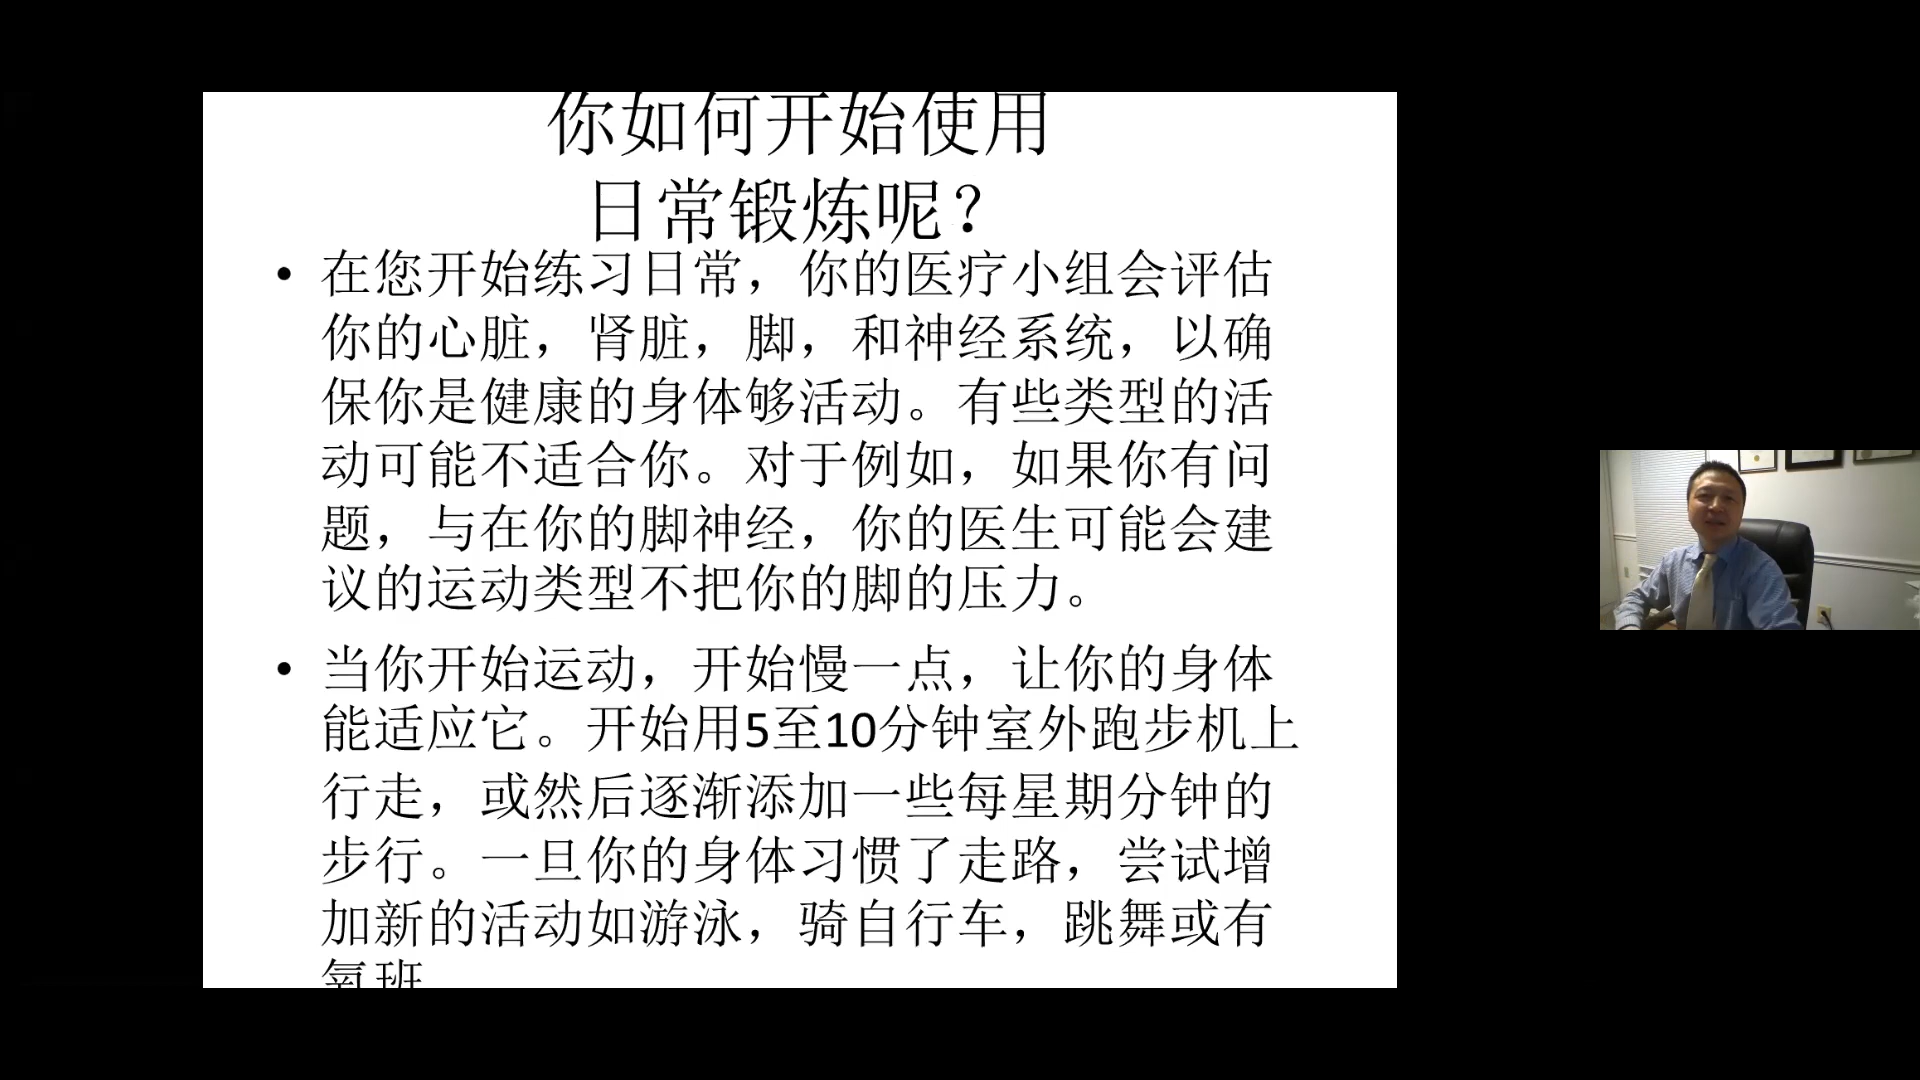 你如何开始使用
日常锻炼呢？
• 在您开始练习日常，你的医疗小组会评估
你的心脏，肾脏，脚，和神经系统，以确
保你是健康的身体够活动。有些类型的活
动可能不适合你。对于例如，如果你有问
题，与在你的脚神经，你的医生可能会建
议的运动类型不把你的脚的压力。
• 当你开始运动，开始慢一点，让你的身体
能适应它。开始用5至10分钟室外跑步机上
行走，或然后逐渐添加一些每星期分钟的
步行。一旦你的身体习惯了走路，尝试增
加新的活动如游泳，骑自行车，跳舞或有
氧班